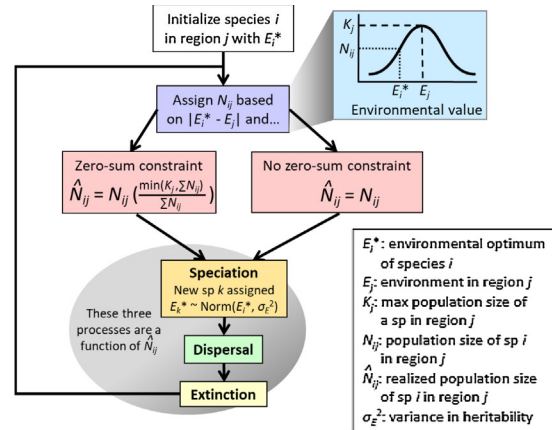 Initialize species i
in region j with Eᵢ*
Kⱼ
Nᵢⱼ
Eᵢ* Eⱼ
Environmental value
Assign Nᵢⱼ based
on |Eᵢ* - Eⱼ| and...
Zero-sum constraint
N̂ᵢⱼ = Nᵢⱼ (min(Kⱼ,∑Nᵢⱼ)/∑Nᵢⱼ)
No zero-sum constraint
N̂ᵢⱼ = Nᵢⱼ
Speciation
New sp k assigned
Eₖ* ~ Norm(Eᵢ*, σ_E²)
These three
processes are a
function of N̂ᵢⱼ
Dispersal
Extinction
Eᵢ*: environmental optimum
of species i
Eⱼ: environment in region j
Kⱼ: max population size of
a sp in region j
Nᵢⱼ: population size of sp i
in region j
N̂ᵢⱼ: realized population size
of sp i in region j
σ_E²: variance in heritability